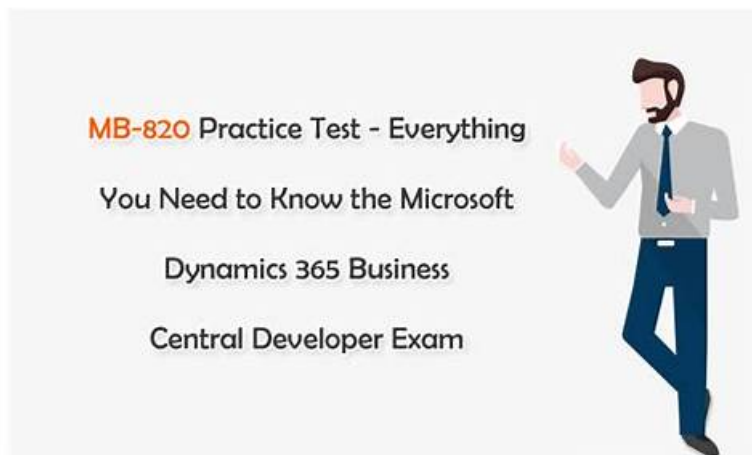 MB-820 Practice Test - Everything
You Need to Know the Microsoft
Dynamics 365 Business
Central Developer Exam